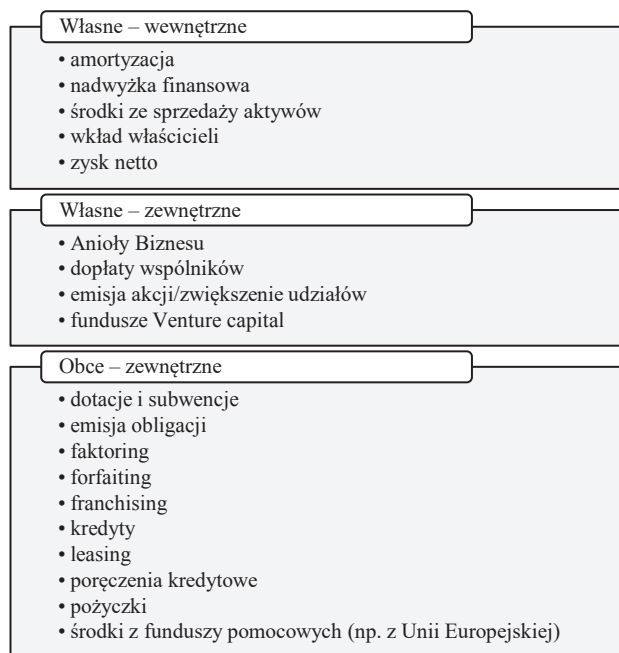 Własne – wewnętrzne
• amortyzacja
• nadwyżka finansowa
• środki ze sprzedaży aktywów
• wkład właścicieli
• zysk netto
Własne – zewnętrzne
• Anioły Biznesu
• dopłaty wspólników
• emisja akcji/zwiększenie udziałów
• fundusze Venture capital
Obce – zewnętrzne
• dotacje i subwencje
• emisja obligacji
• faktoring
• forfaiting
• franchising
• kredyty
• leasing
• poręczenia kredytowe
• pożyczki
• środki z funduszy pomocowych (np. z Unii Europejskiej)